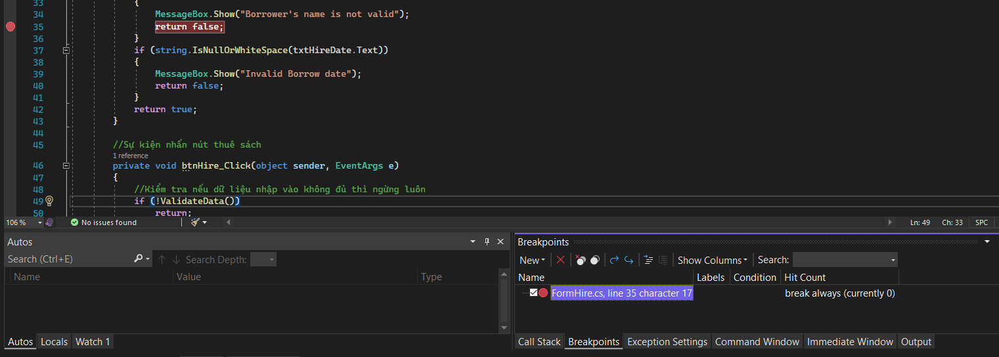 33 {
34 MessageBox.Show("Borrower's name is not valid");
35 return false;
36 }
37 if (string.IsNullOrWhiteSpace(txtHireDate.Text))
38 {
39 MessageBox.Show("Invalid Borrow date");
40 return false;
41 }
42 return true;
43 }
44
45 //Sự kiện nhấn nút thuê sách
1 reference
46 private void btnHire_Click(object sender, EventArgs e)
47 {
48 //Kiểm tra nếu dữ liệu nhập vào không đủ thì ngừng luôn
49 if (!ValidateData())
50 return;
106 % No issues found Ln: 49 Ch: 33 SPC
Autos
Search (Ctrl+E) Search Depth:
Name Value Type
Autos Locals Watch 1
Breakpoints
New Show Columns Search:
Name Labels Condition Hit Count
FormHire.cs, line 35 character 17 break always (currently 0)
Call Stack Breakpoints Exception Settings Command Window Immediate Window Output